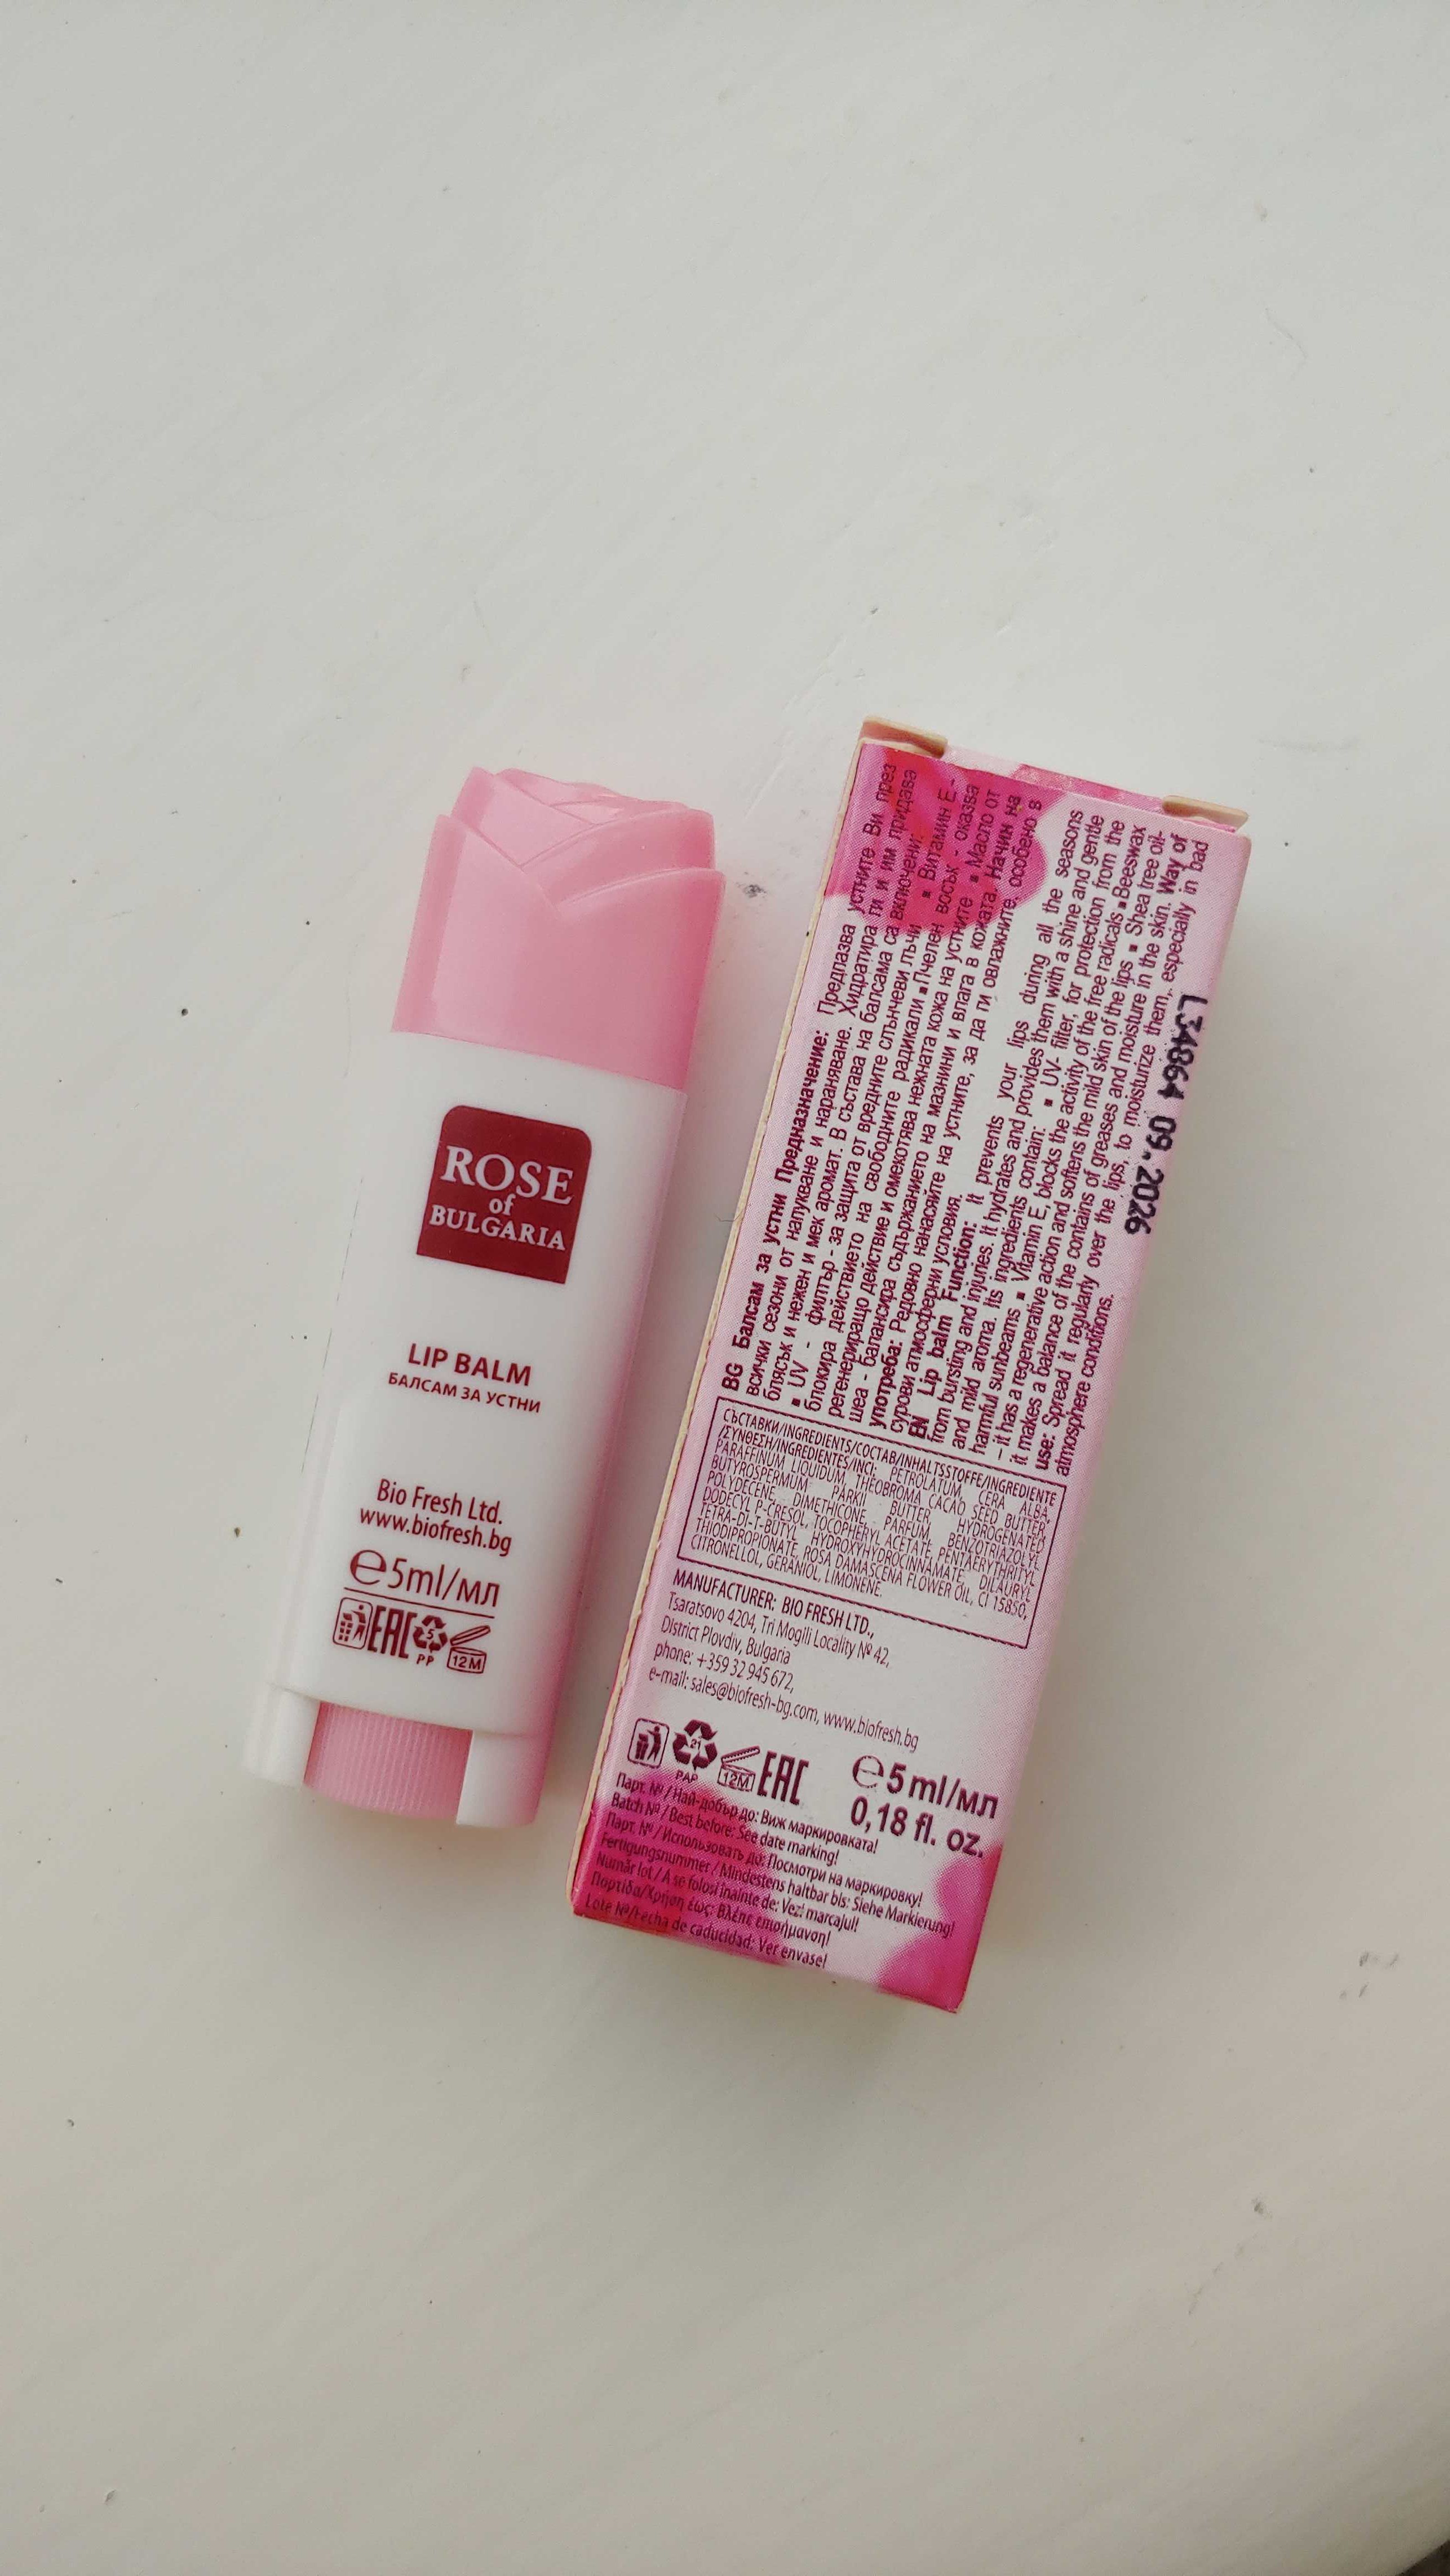 ROSE
of
BULGARIA
LIP BALM
БАЛСАМ ЗА УСТНИ
Bio Fresh Ltd.
www.biofresh.bg
℮5ml/мл
EAC
5
PP
12M
BG Балсам за устни Предназначение: Предпазва устните Ви през
всички сезони от напукване и нараняване. Хидратира ги и им придава
блясък и нежен и мек аромат. В състава на балсама са включени:
▪ UV - филтър - за защита от вредните слънчеви лъчи ▪ Витамин Е -
блокира действието на свободните радикали ▪Пчелен восък - оказва
регенериращо действие и омекотява нежната кожа на устните ▪ Масло от
шеа - балансира съдържанието на мазнини и влага в кожата. Начин на
употреба: Редовно нанасяйте на устните, за да ги овлажните, особено в
сурови атмосферни условия.
EN Lip balm Function: It prevents your lips during all the seasons
from bursting and injuries. It hydrates and provides them with a shine and gentle
and mild aroma. Its ingredients contain: ▪ UV- filter, for protection from the
harmful sunbeams ▪ Vitamin E, blocks the activity of the free radicals ▪Beeswax
– it has a regenerative action and softens the mild skin of the lips ▪ Shea tree oil-
it makes a balance of the contains of greases and moisture in the skin. Way of
use: Spread it regularly over the lips, to moisturize them, especially in bad
atmosphere conditions.
L34864 09.2026
СЪСТАВКИ/INGREDIENTS/СОСТАВ/INHALTSSTOFFE/INGREDIENTE
/ΣΥΝΘΕΣΗ/INGREDIENTES/INCI: PETROLATUM, CERA ALBA,
PARAFFINUM LIQUIDUM, THEOBROMA CACAO SEED BUTTER,
BUTYROSPERMUM PARKII BUTTER, HYDROGENATED
POLYDECENE, DIMETHICONE, PARFUM, BENZOTRIAZOLYL
DODECYL P-CRESOL, TOCOPHERYL ACETATE, PENTAERYTHRITYL
TETRA-DI-T-BUTYL HYDROXYHYDROCINNAMATE, DILAURYL
THIODIPROPIONATE, ROSA DAMASCENA FLOWER OIL, CI 15850,
CITRONELLOL, GERANIOL, LIMONENE.
MANUFACTURER: BIO FRESH LTD.,
Tsaratsovo 4204, Tri Mogili Locality № 42,
District Plovdiv, Bulgaria
phone: +359 32 945 672,
e-mail: sales@biofresh-bg.com, www.biofresh.bg
21
PAP
12M
EAC
℮5 ml/мл
0,18 fl. oz.
Парт. № / Най-добър до: Виж маркировката!
Batch № / Best before: See date marking!
Парт. № / Использовать до: Посмотри на маркировку!
Fertigungsnummer / Mindestens haltbar bis: Siehe Markierung!
Număr lot / A se folosi înainte de: Vezi marcajul!
Παρτίδα/Χρήση έως: Βλέπε επισήμανση!
Lote №/Fecha de caducidad: Ver envase!